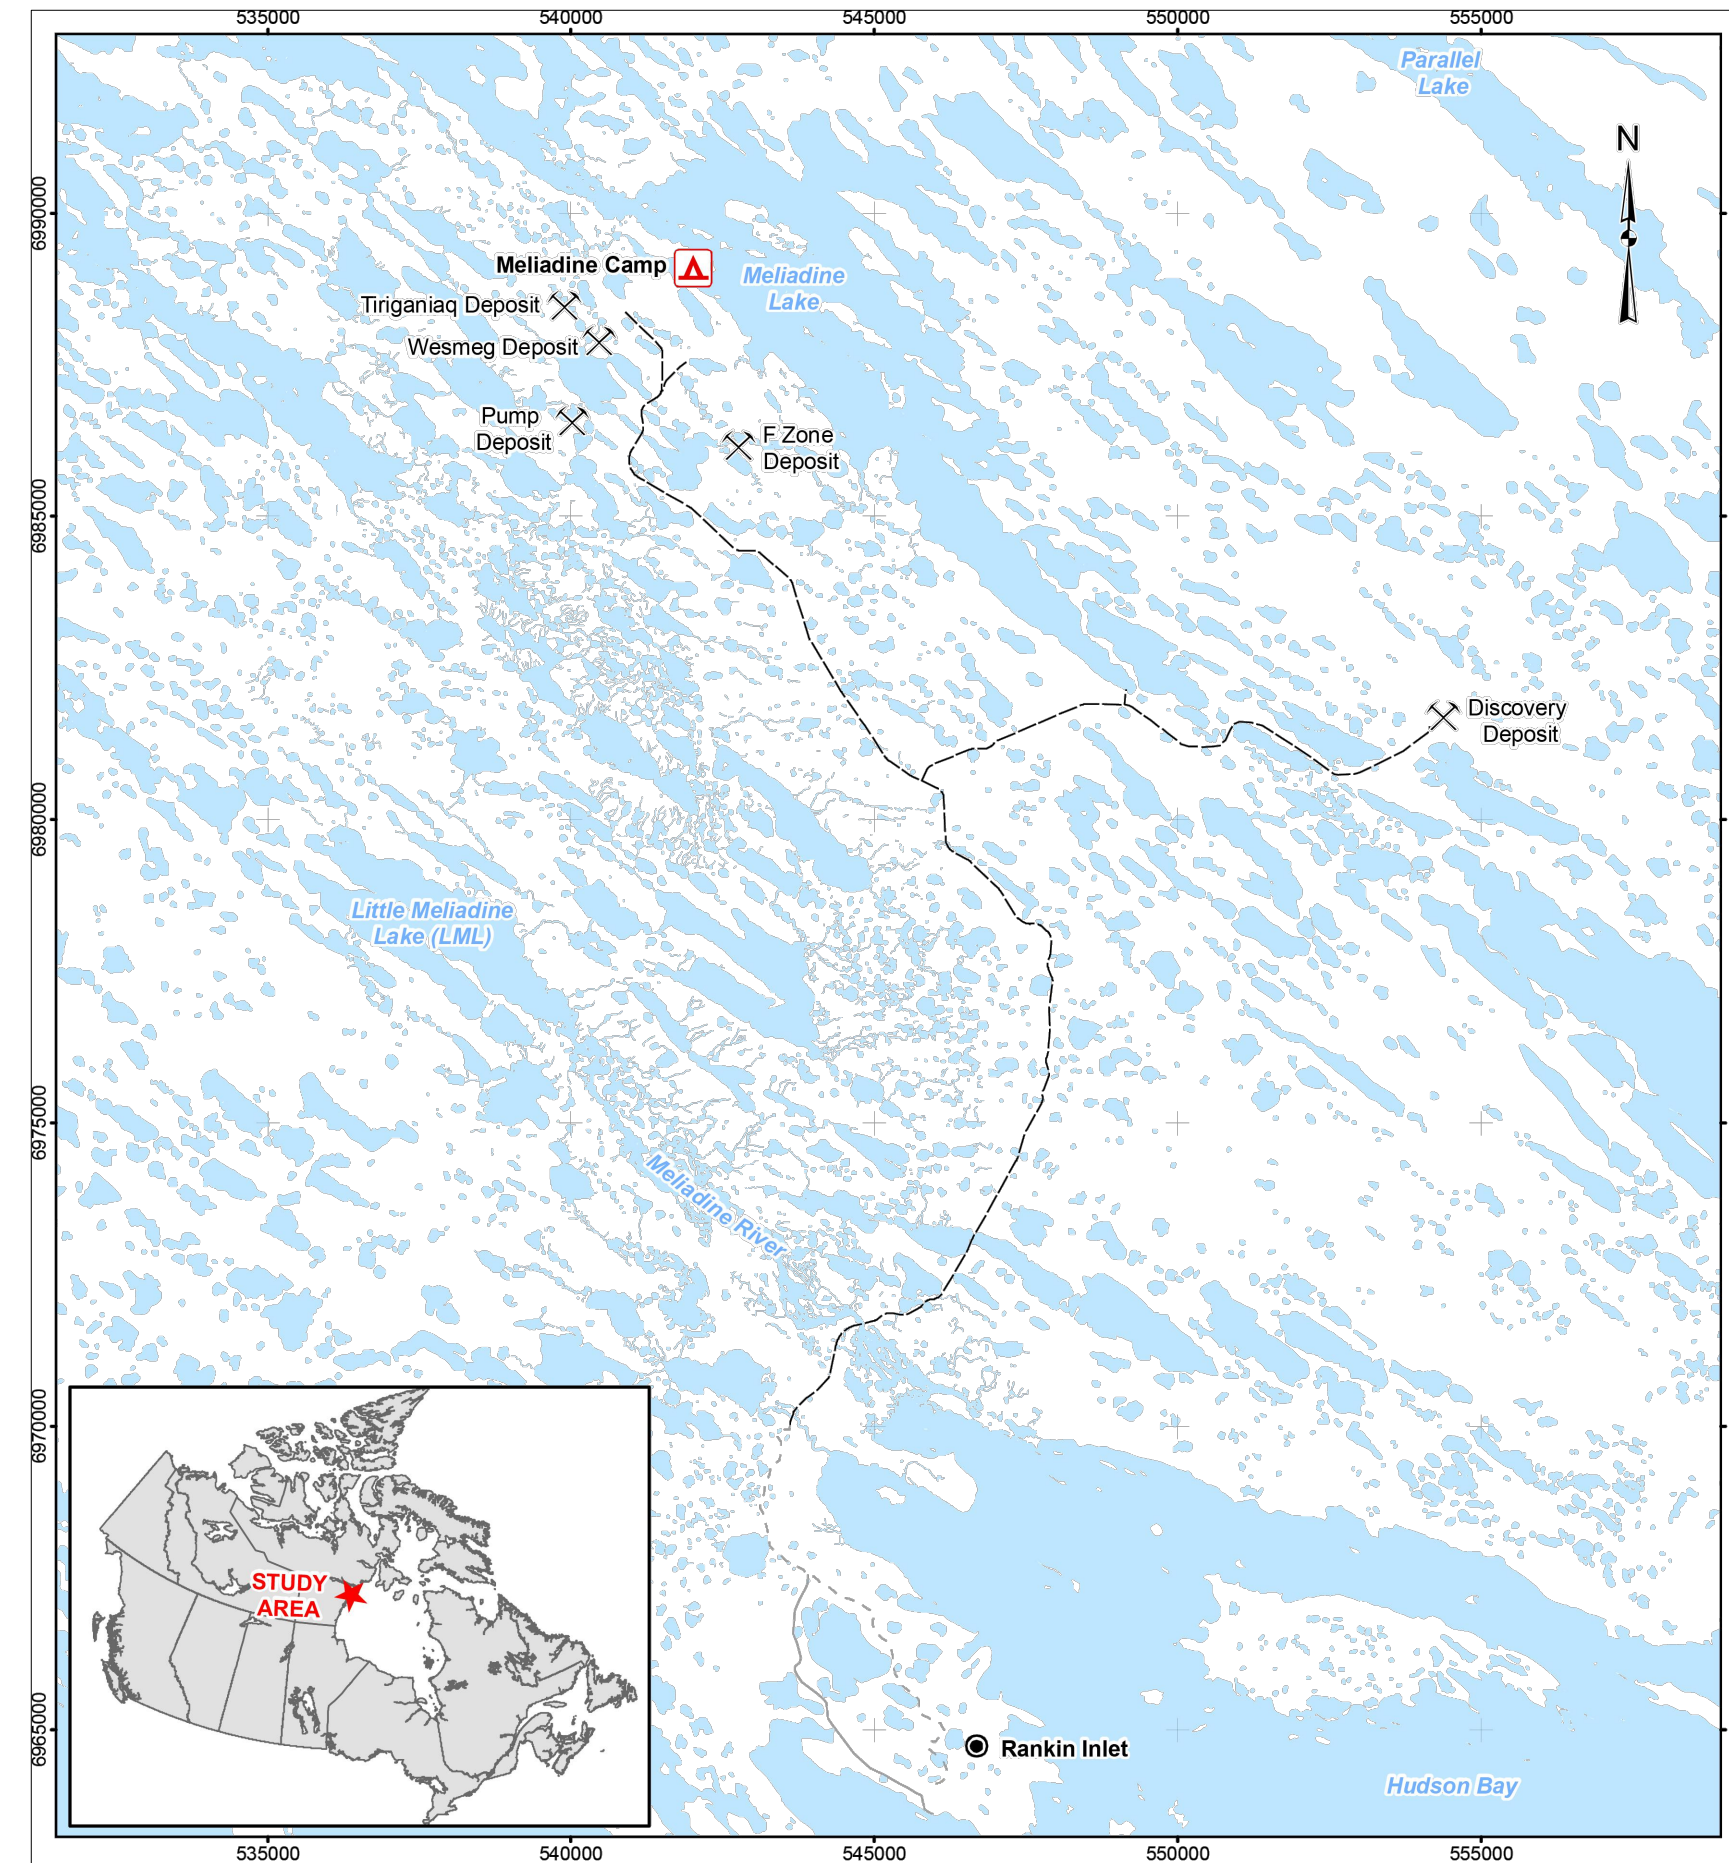 535000
540000
545000
550000
555000
Parallel
Lake
N
6990000
Meliadine Camp
Meliadine
Lake
Tiriganiaq Deposit
Wesmeg Deposit
Pump
Deposit
F Zone
Deposit
6985000
Discovery
Deposit
6980000
Little Meliadine
Lake (LML)
6975000
Meliadine River
6970000
STUDY
AREA
6965000
Rankin Inlet
Hudson Bay
535000
540000
545000
550000
555000